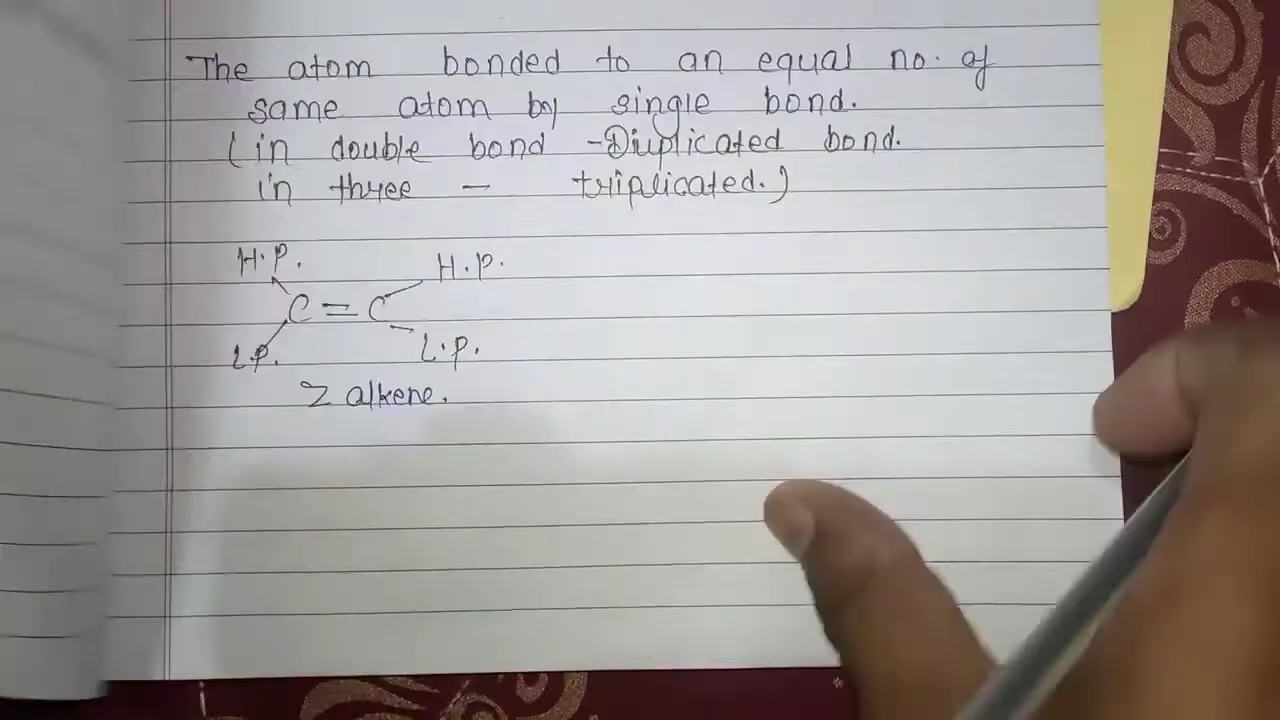 The atom bonded to an equal no. of
same atom by single bond.
(in double bond - Duplicated bond.
in three — triplicated.)
H.P. H.P.
C = C
L.P. L.P.
Z alkene.